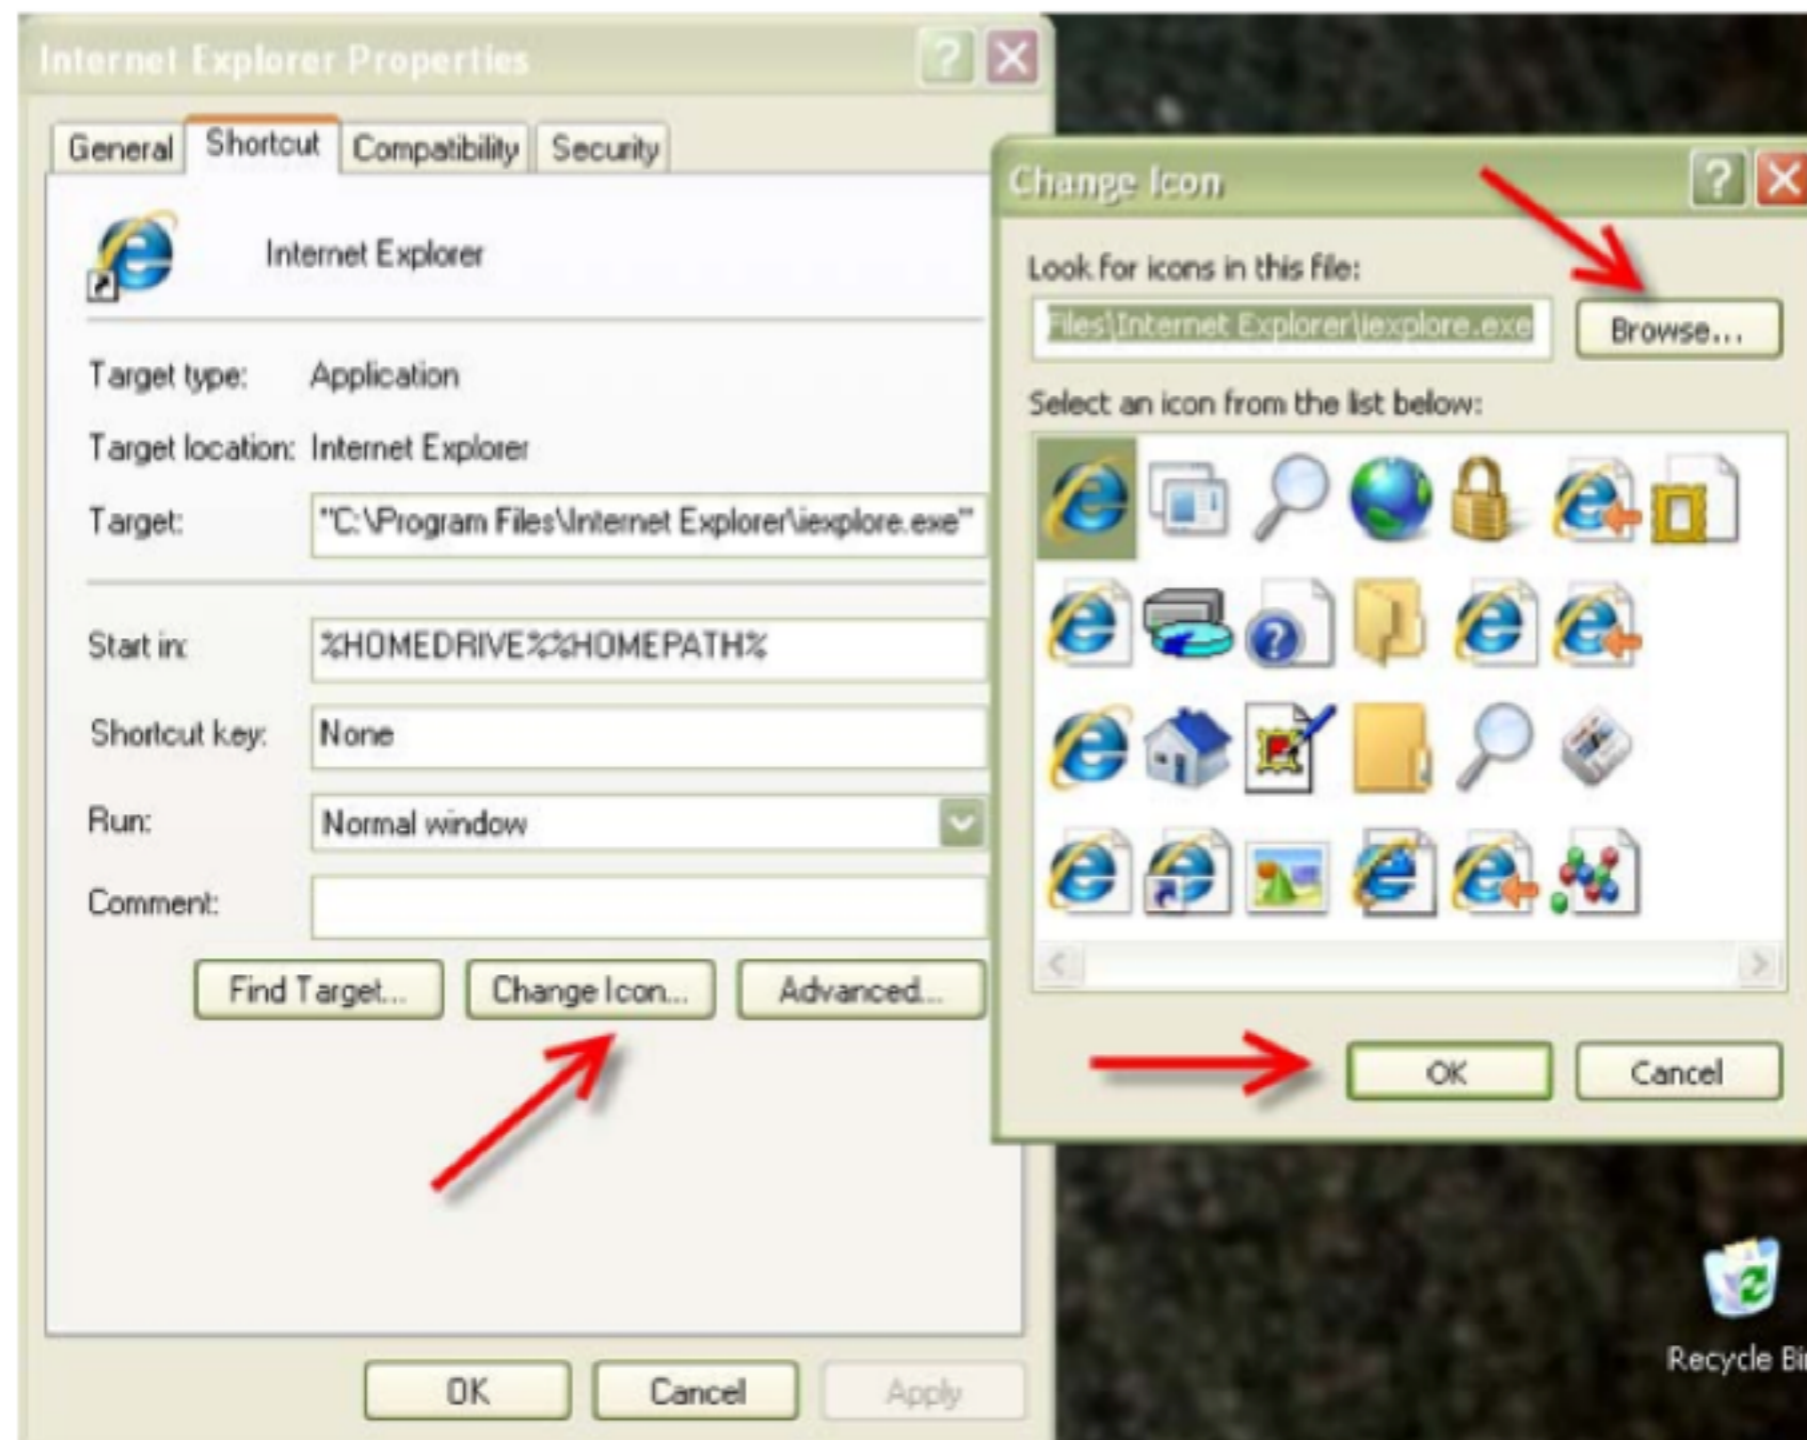 Internet Explorer Properties
General Shortcut Compatibility Security
Internet Explorer
Target type: Application
Target location: Internet Explorer
Target: "C:\Program Files\Internet Explorer\iexplore.exe"
Start in: %HOMEDRIVE%%HOMEPATH%
Shortcut key: None
Run: Normal window
Comment:
Find Target... Change Icon... Advanced...
OK Cancel Apply
Change Icon
Look for icons in this file:
Files\Internet Explorer\iexplore.exe Browse...
Select an icon from the list below:
OK Cancel
Recycle Bin